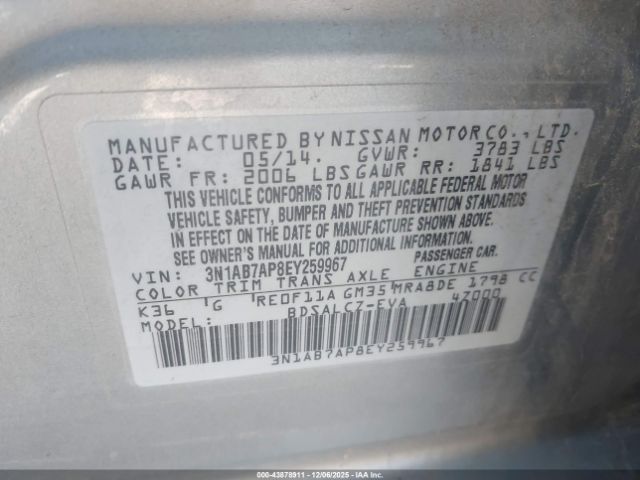 MANUFACTURED BY NISSAN MOTOR CO., LTD.
DATE: 05/14. GVWR: 3783 LBS
GAWR FR: 2006 LBS GAWR RR: 1841 LBS
THIS VEHICLE CONFORMS TO ALL APPLICABLE FEDERAL MOTOR
VEHICLE SAFETY, BUMPER AND THEFT PREVENTION STANDARDS
IN EFFECT ON THE DATE OF MANUFACTURE SHOWN ABOVE.
SEE OWNER'S MANUAL FOR ADDITIONAL INFORMATION.
VIN: 3N1AB7AP8EY259967 PASSENGER CAR.
COLOR TRIM TRANS AXLE ENGINE
K36 'G 'RE0F11A GM35'MRA8DE 1798 CC
MODEL: BDSALCZ-EVA 4Z000
3N1AB7AP8EY259967
000-43878911 - 12/06/2025 - IAAI, Inc.